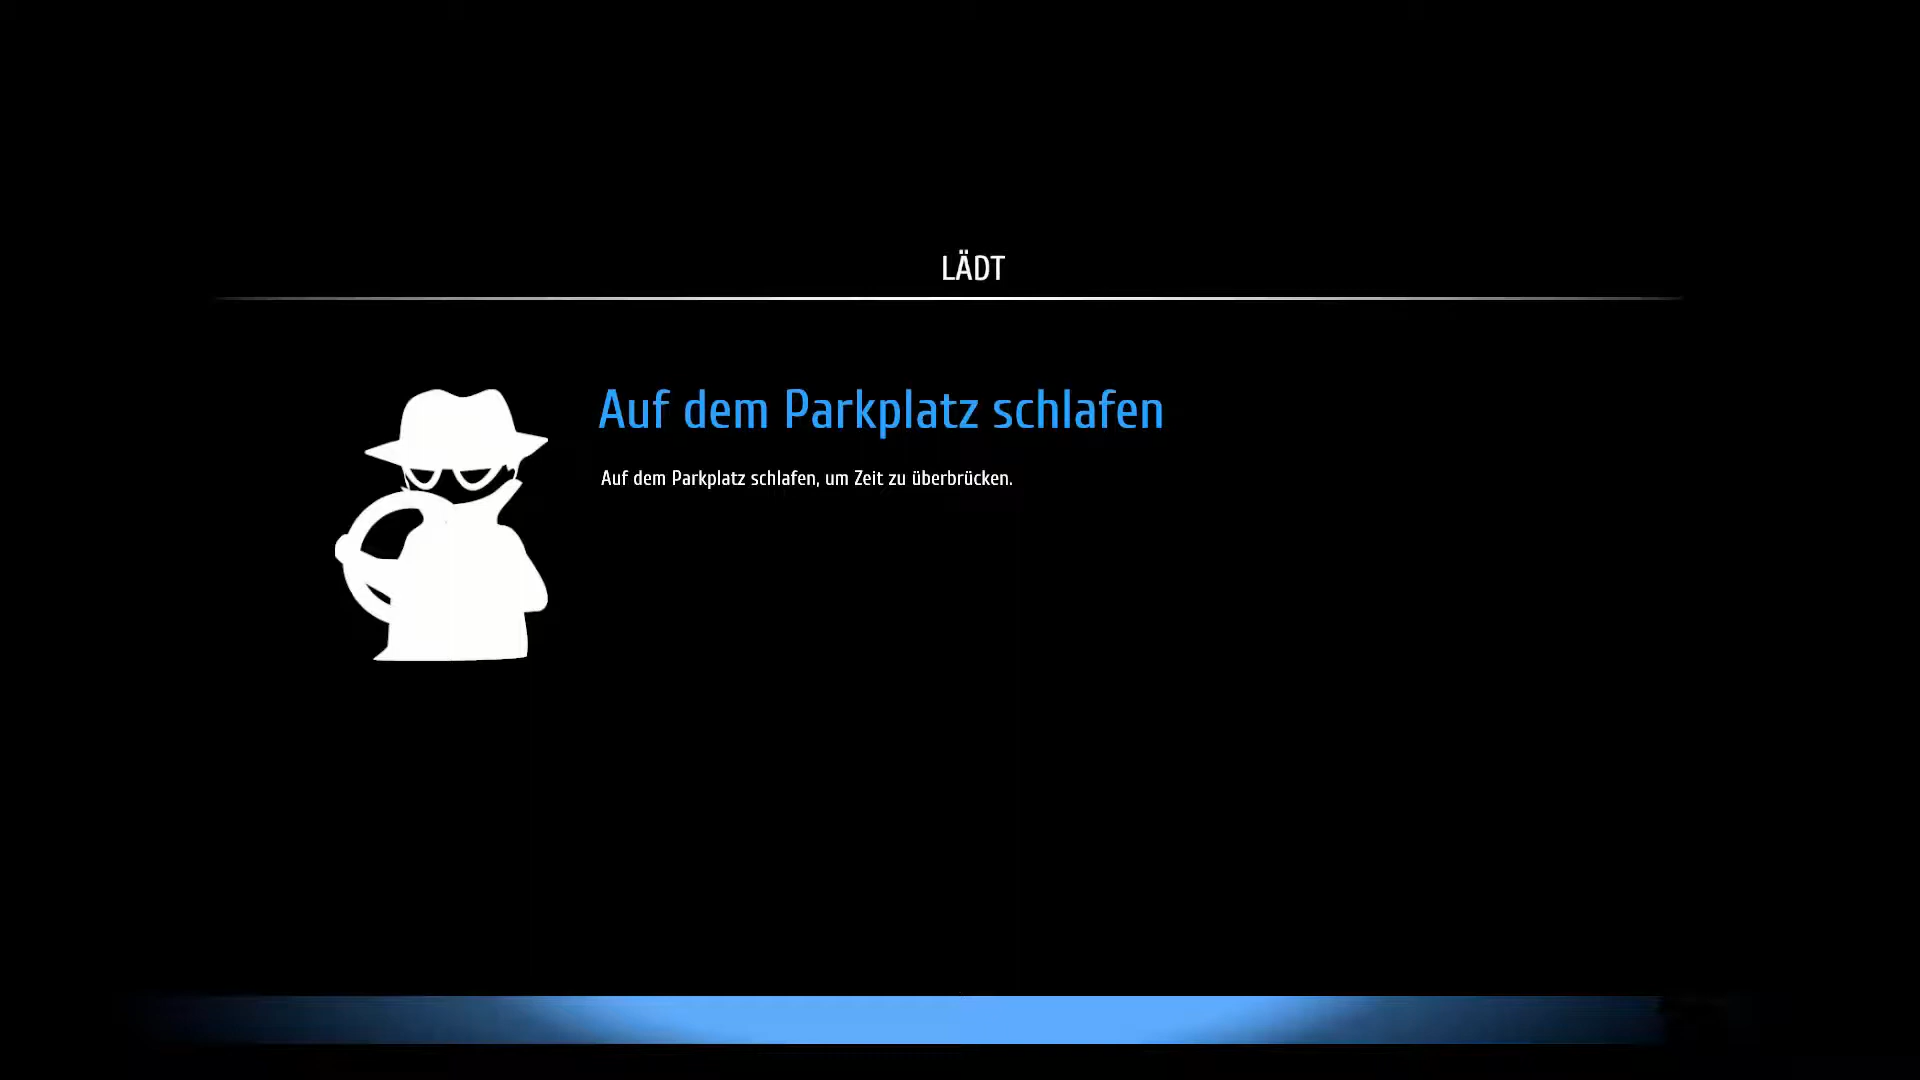 LÄDT
Auf dem Parkplatz schlafen
Auf dem Parkplatz schlafen, um Zeit zu überbrücken.